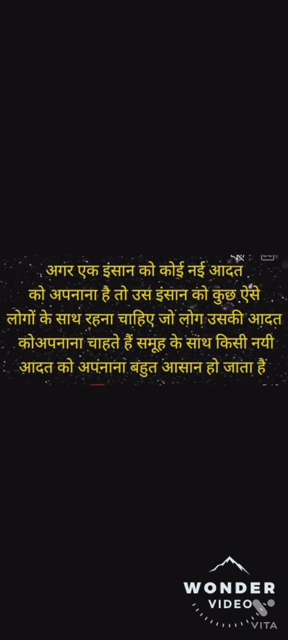 अगर एक इंसान को कोई नई आदत
को अपनाना है तो उस इंसान को कुछ ऐसे
लोगों के साथ रहना चाहिए जो लोग उसकी आदत
कोअपनाना चाहते हैं समूह के साथ किसी नयी
आदत को अपनाना बहुत आसान हो जाता है
WONDER
VIDEO
VITA